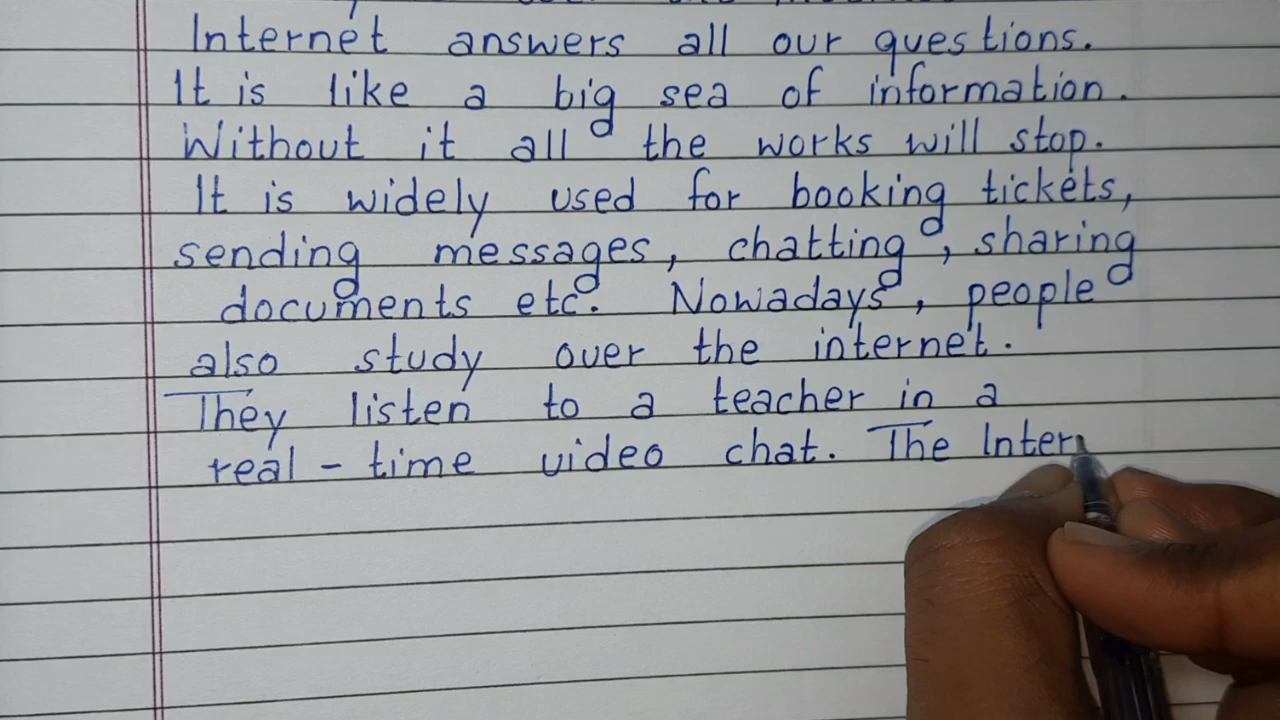 Internet answers all our questions.
It is like a big sea of information.
Without it all the works will stop.
It is widely used for booking tickets,
sending messages, chatting, sharing
documents etc. Nowadays, people
also study over the internet.
They listen to a teacher in a
real-time video chat. The Inter